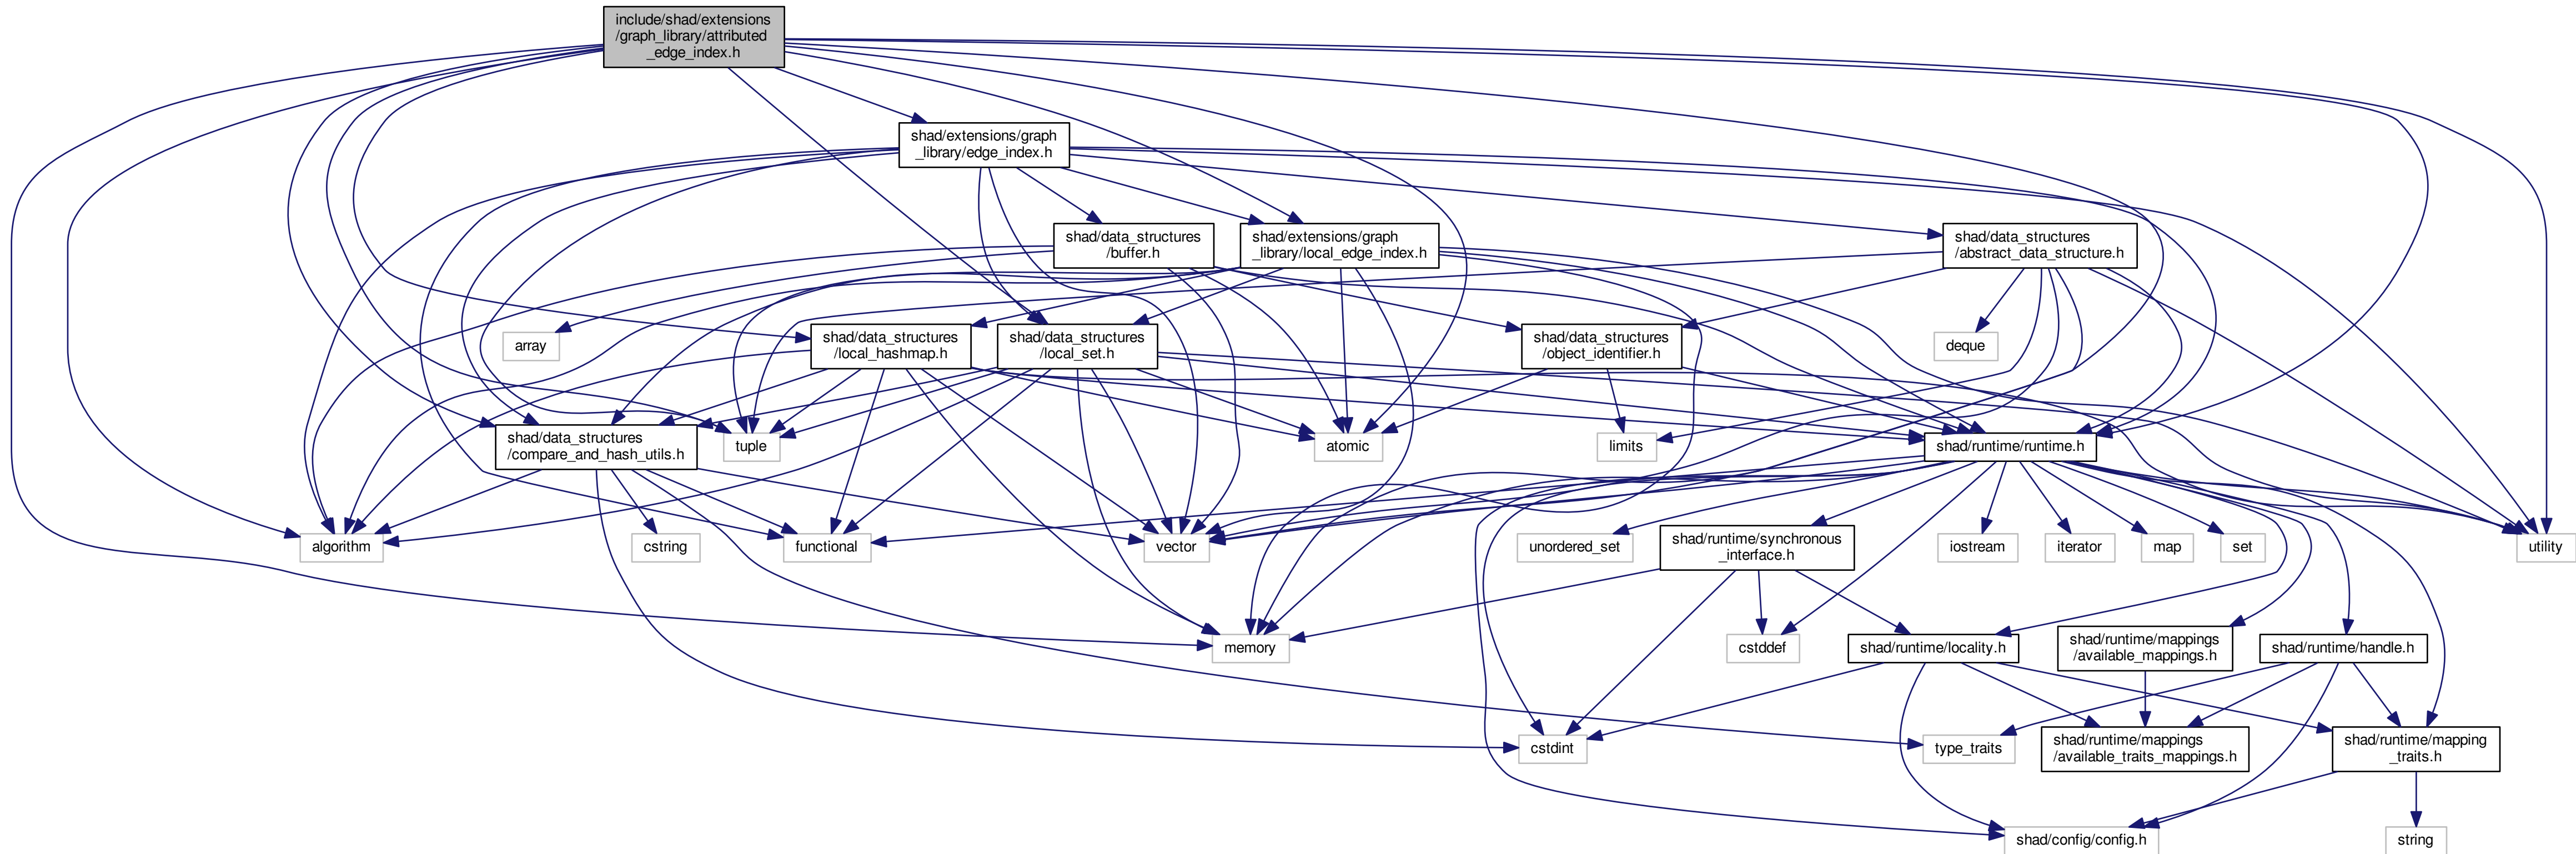 include/shad/extensions
/graph_library/attributed
_edge_index.h
shad/extensions/graph
_library/edge_index.h
shad/data_structures
/buffer.h
shad/extensions/graph
_library/local_edge_index.h
shad/data_structures
/abstract_data_structure.h
array
shad/data_structures
/local_hashmap.h
shad/data_structures
/local_set.h
shad/data_structures
/object_identifier.h
deque
shad/data_structures
/compare_and_hash_utils.h
tuple
atomic
limits
shad/runtime/runtime.h
algorithm
cstring
functional
vector
unordered_set
shad/runtime/synchronous
_interface.h
iostream
iterator
map
set
utility
memory
cstddef
shad/runtime/locality.h
shad/runtime/mappings
/available_mappings.h
shad/runtime/handle.h
cstdint
type_traits
shad/runtime/mappings
/available_traits_mappings.h
shad/runtime/mapping
_traits.h
shad/config/config.h
string